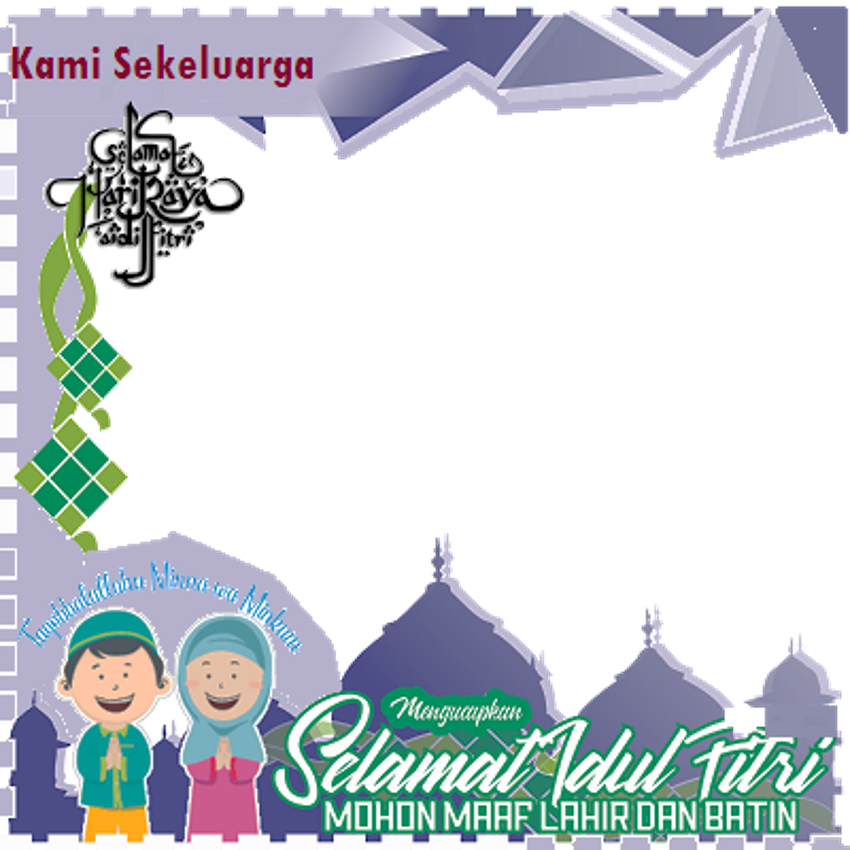 Kami Sekeluarga
Selamat
Hari Raya
'aidil Fitri
Taqabbalallahu Minna wa Minkum
Mengucapkan
Selamat Idul Fitri
MOHON MAAF LAHIR DAN BATIN